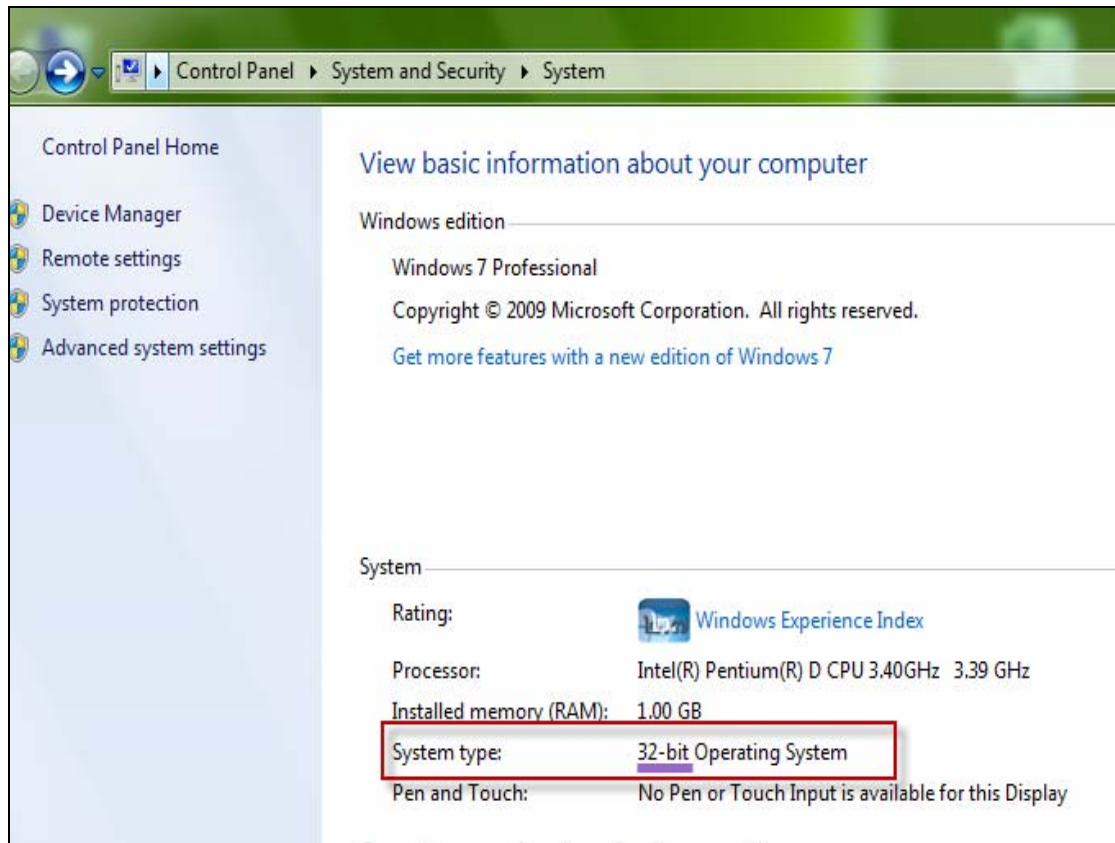 Control Panel ▸ System and Security ▸ System
Control Panel Home
Device Manager
Remote settings
System protection
Advanced system settings
View basic information about your computer
Windows edition
Windows 7 Professional
Copyright © 2009 Microsoft Corporation. All rights reserved.
Get more features with a new edition of Windows 7
System
Rating: Windows Experience Index
Processor: Intel(R) Pentium(R) D CPU 3.40GHz 3.39 GHz
Installed memory (RAM): 1.00 GB
System type: 32-bit Operating System
Pen and Touch: No Pen or Touch Input is available for this Display